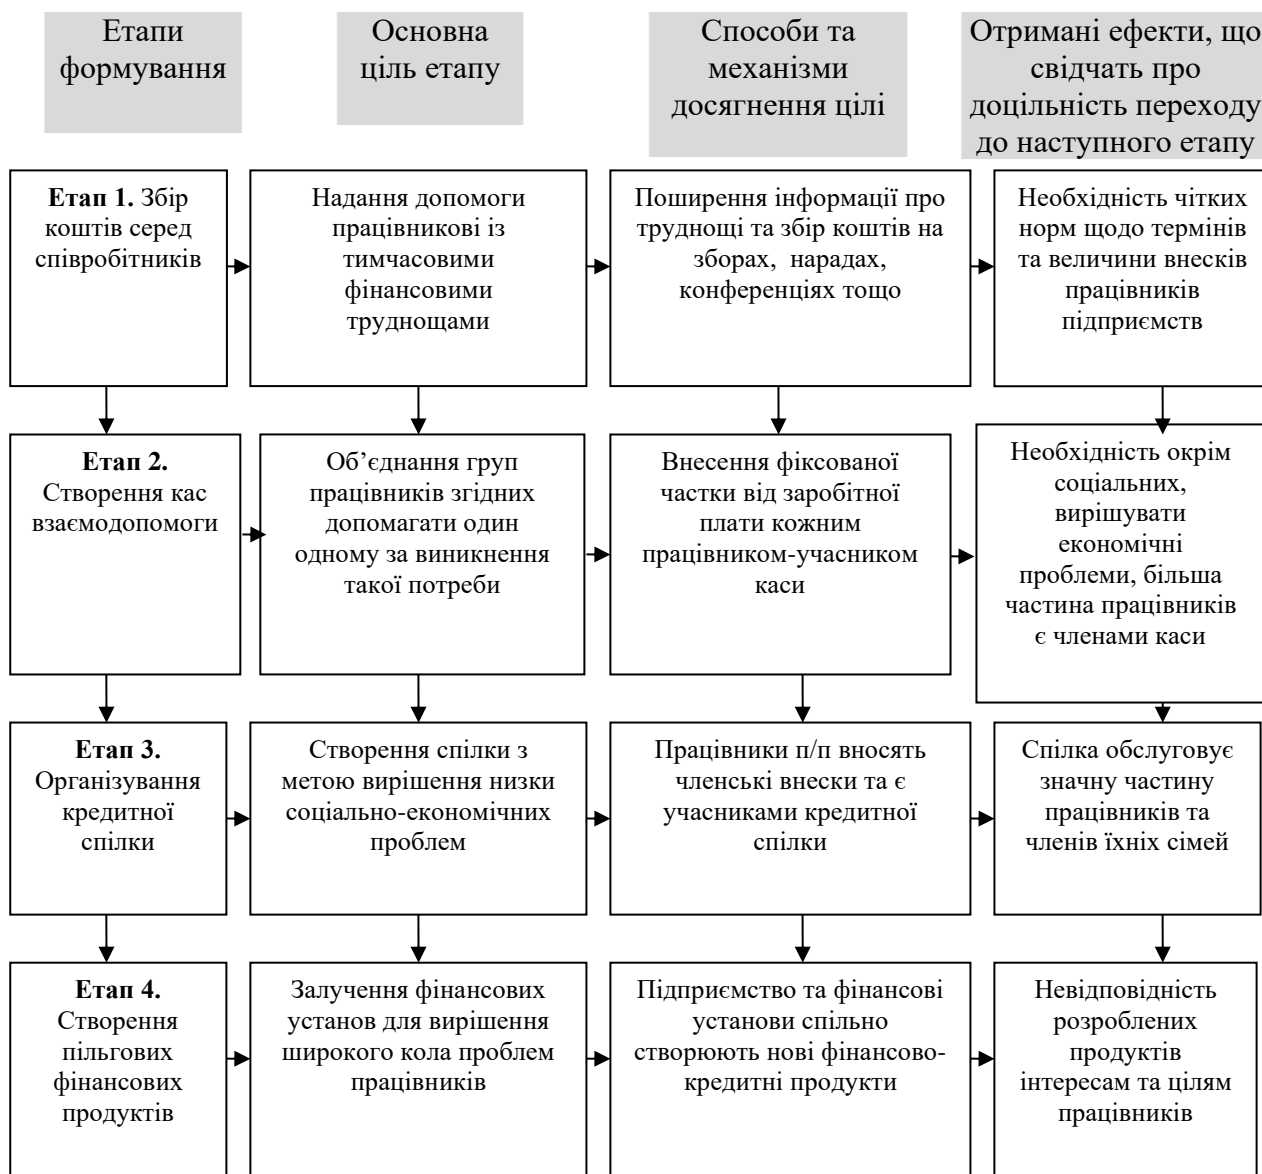 Етапи
формування
Основна
ціль етапу
Способи та
механізми
досягнення цілі
Отримані ефекти, що
свідчать про
доцільність переходу
до наступного етапу
Етап 1. Збір
коштів серед
співробітників
Надання допомоги
працівникові із
тимчасовими
фінансовими
труднощами
Поширення інформації про
труднощі та збір коштів на
зборах, нарадах,
конференціях тощо
Необхідність чітких
норм щодо термінів
та величини внесків
працівників
підприємств
Етап 2.
Створення кас
взаємодопомоги
Об’єднання груп
працівників згідних
допомагати один
одному за виникнення
такої потреби
Внесення фіксованої
частки від заробітної
плати кожним
працівником-учасником
каси
Необхідність окрім
соціальних,
вирішувати
економічні
проблеми, більша
частина працівників
є членами каси
Етап 3.
Організування
кредитної
спілки
Створення спілки з
метою вирішення низки
соціально-економічних
проблем
Працівники п/п вносять
членські внески та є
учасниками кредитної
спілки
Спілка обслуговує
значну частину
працівників та
членів їхніх сімей
Етап 4.
Створення
пільгових
фінансових
продуктів
Залучення фінансових
установ для вирішення
широкого кола проблем
працівників
Підприємство та фінансові
установи спільно
створюють нові фінансово-
кредитні продукти
Невідповідність
розроблених
продуктів
інтересам та цілям
працівників